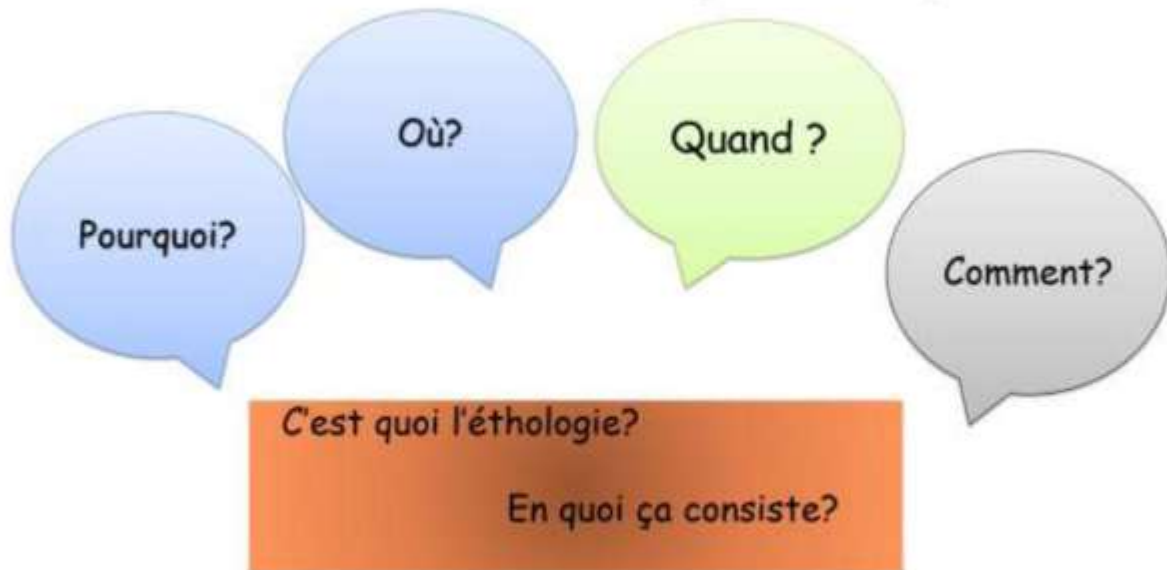 Pourquoi?
Où?
Quand ?
Comment?
C'est quoi l'éthologie?
En quoi ça consiste?